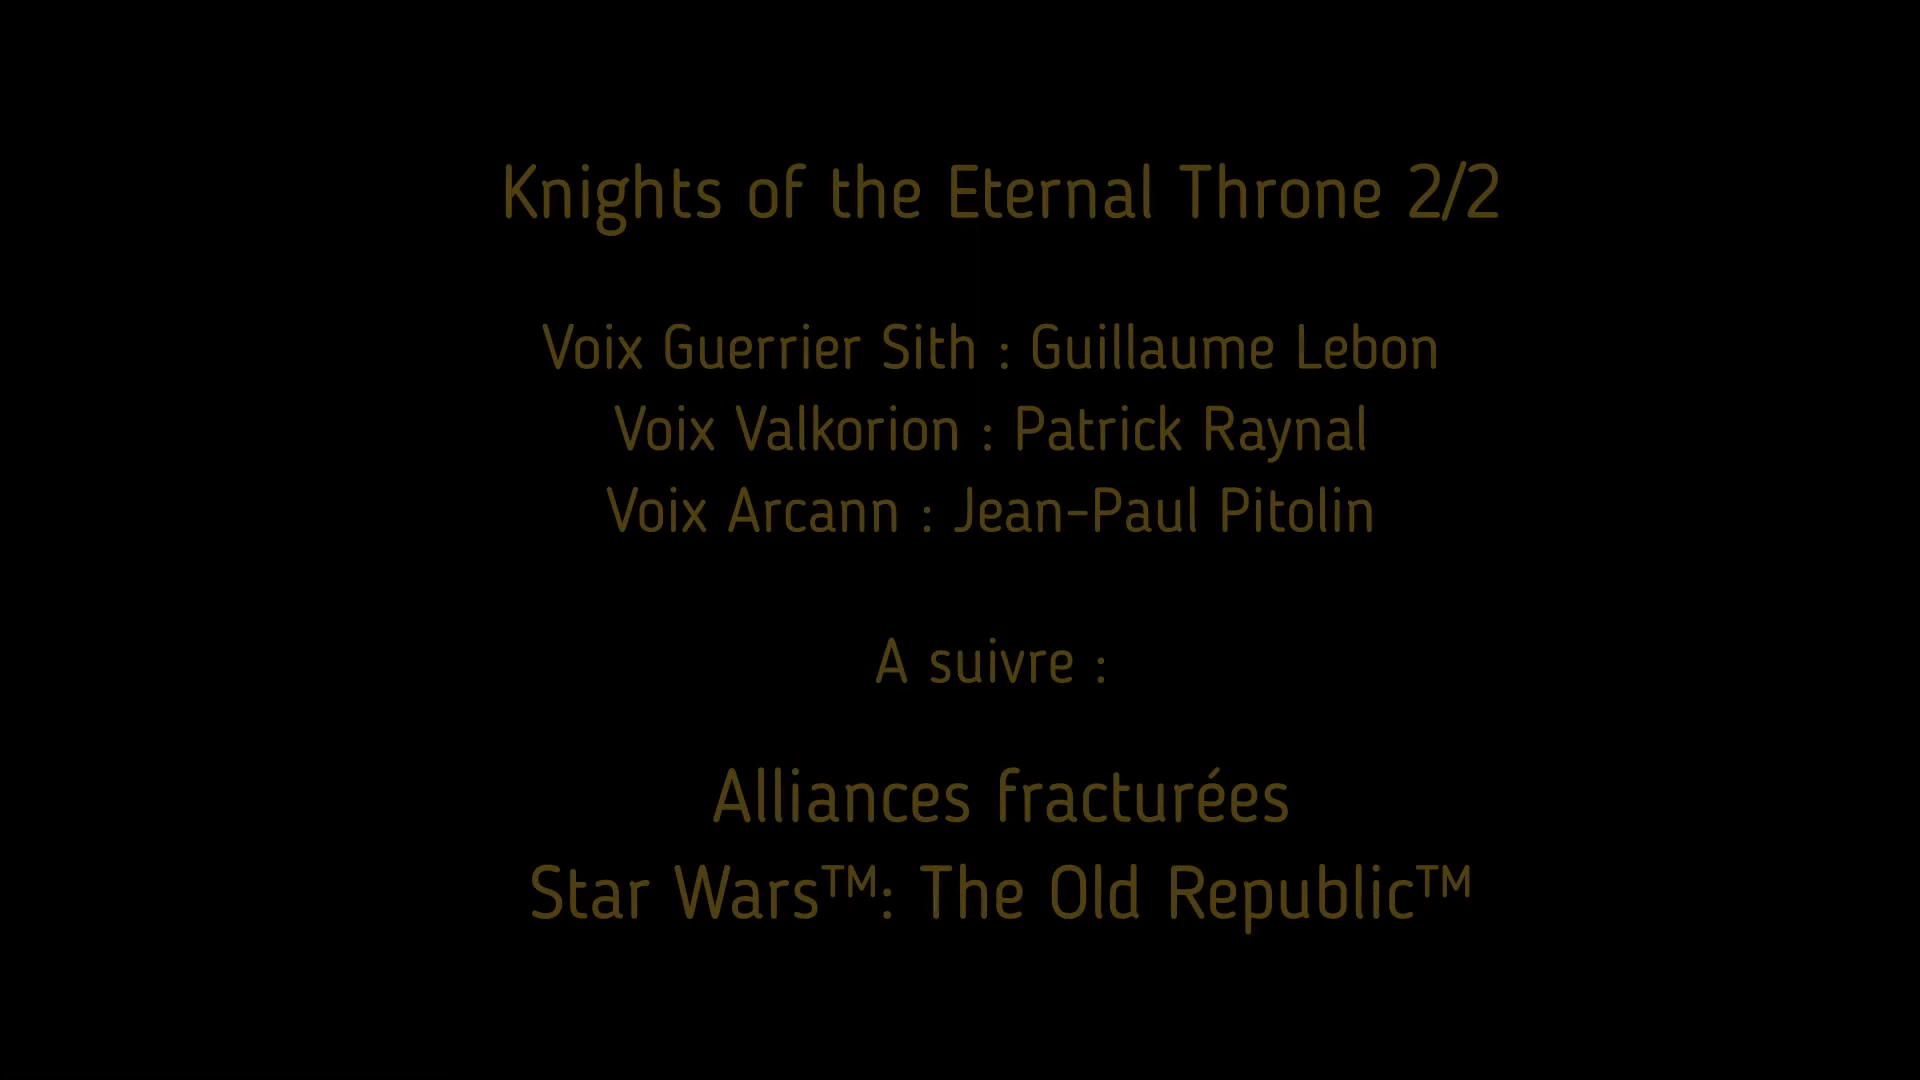 Knights of the Eternal Throne 2/2
Voix Guerrier Sith : Guillaume Lebon
Voix Valkorion : Patrick Raynal
Voix Arcann : Jean-Paul Pitolin
A suivre :
Alliances fracturées
Star Wars™: The Old Republic™